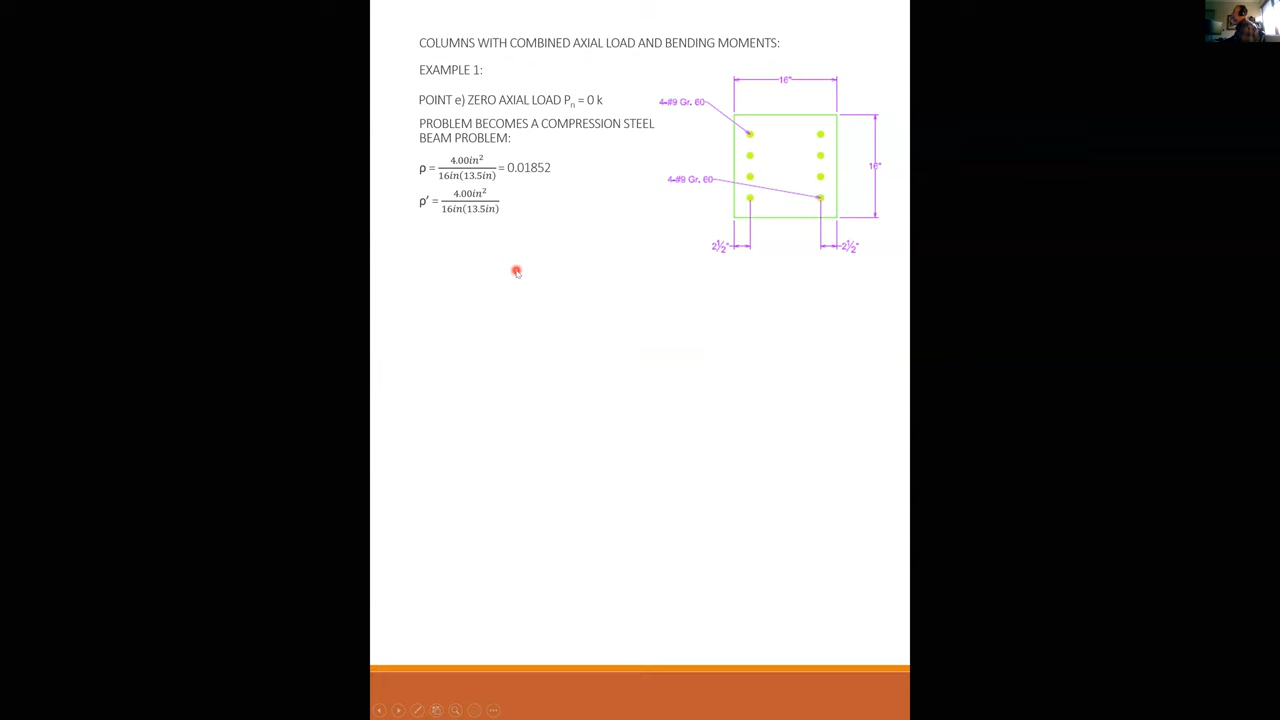 COLUMNS WITH COMBINED AXIAL LOAD AND BENDING MOMENTS:
EXAMPLE 1:
16"
POINT e) ZERO AXIAL LOAD Pₙ = 0 k
4-#9 Gr. 60
PROBLEM BECOMES A COMPRESSION STEEL
BEAM PROBLEM:
ρ = 4.00in²/16in(13.5in) = 0.01852
16"
4-#9 Gr. 60
ρ′ = 4.00in²/16in(13.5in)
2½"
2½"